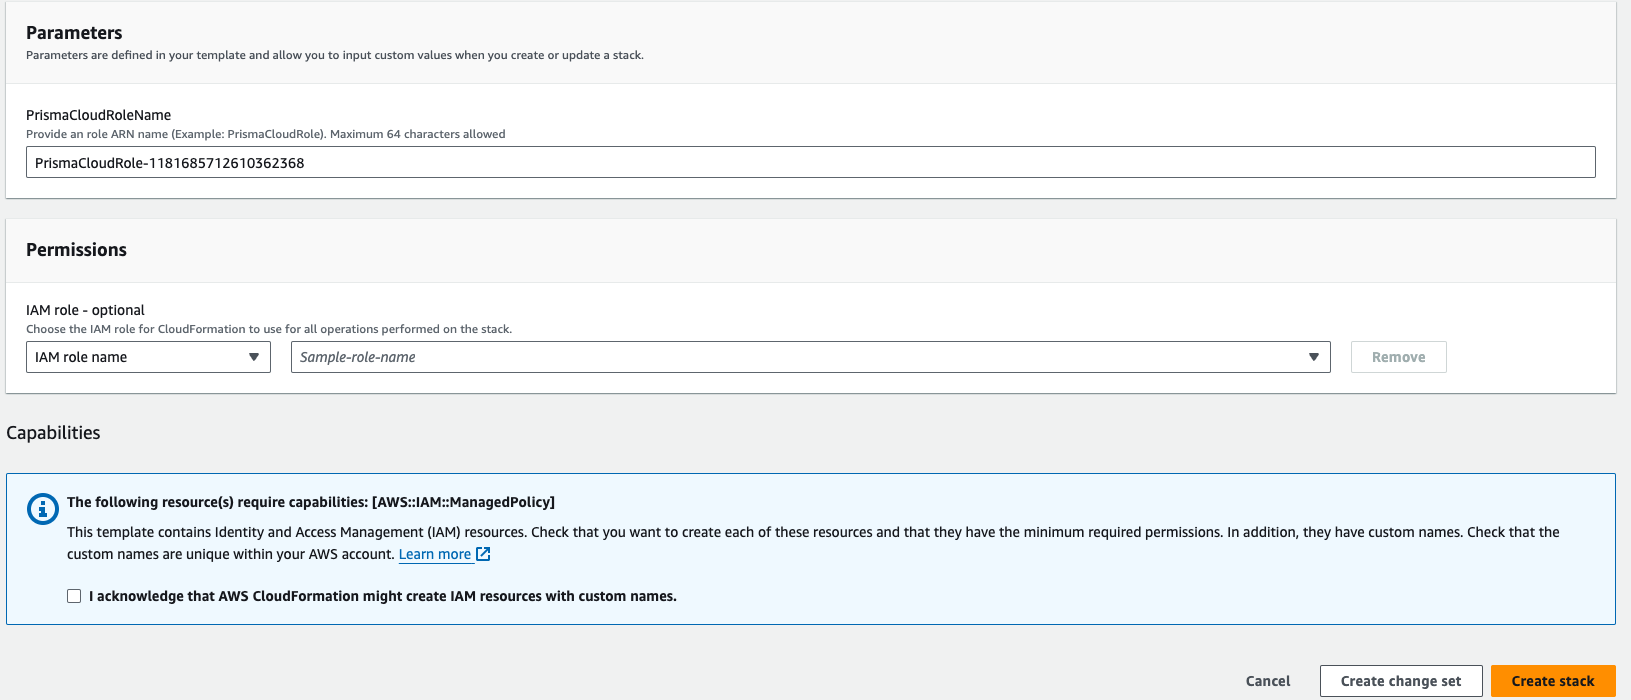 Parameters
Parameters are defined in your template and allow you to input custom values when you create or update a stack.
PrismaCloudRoleName
Provide an role ARN name (Example: PrismaCloudRole). Maximum 64 characters allowed
PrismaCloudRole-1181685712610362368
Permissions
IAM role - optional
Choose the IAM role for CloudFormation to use for all operations performed on the stack.
IAM role name
Sample-role-name
Remove
Capabilities
The following resource(s) require capabilities: [AWS::IAM::ManagedPolicy]
This template contains Identity and Access Management (IAM) resources. Check that you want to create each of these resources and that they have the minimum required permissions. In addition, they have custom names. Check that the
custom names are unique within your AWS account. Learn more
I acknowledge that AWS CloudFormation might create IAM resources with custom names.
Cancel
Create change set
Create stack